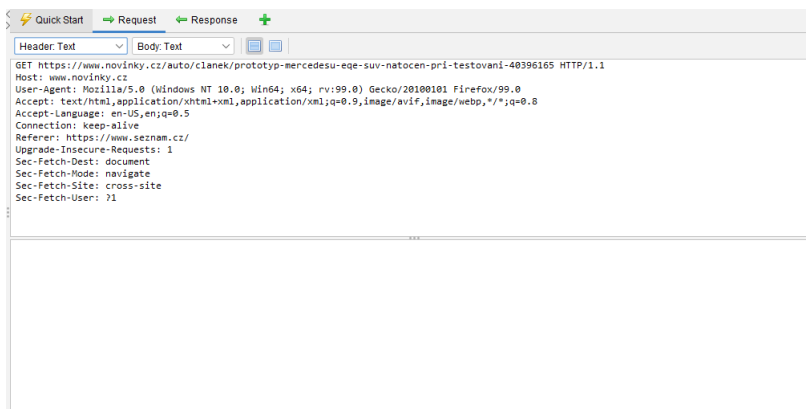 Quick Start Request Response
Header: Text Body: Text
GET https://www.novinky.cz/auto/clanek/prototyp-mercedesu-eqe-suv-natocen-pri-testovani-40396165 HTTP/1.1
Host: www.novinky.cz
User-Agent: Mozilla/5.0 (Windows NT 10.0; Win64; x64; rv:99.0) Gecko/20100101 Firefox/99.0
Accept: text/html,application/xhtml+xml,application/xml;q=0.9,image/avif,image/webp,*/*;q=0.8
Accept-Language: en-US,en;q=0.5
Connection: keep-alive
Referer: https://www.seznam.cz/
Upgrade-Insecure-Requests: 1
Sec-Fetch-Dest: document
Sec-Fetch-Mode: navigate
Sec-Fetch-Site: cross-site
Sec-Fetch-User: ?1